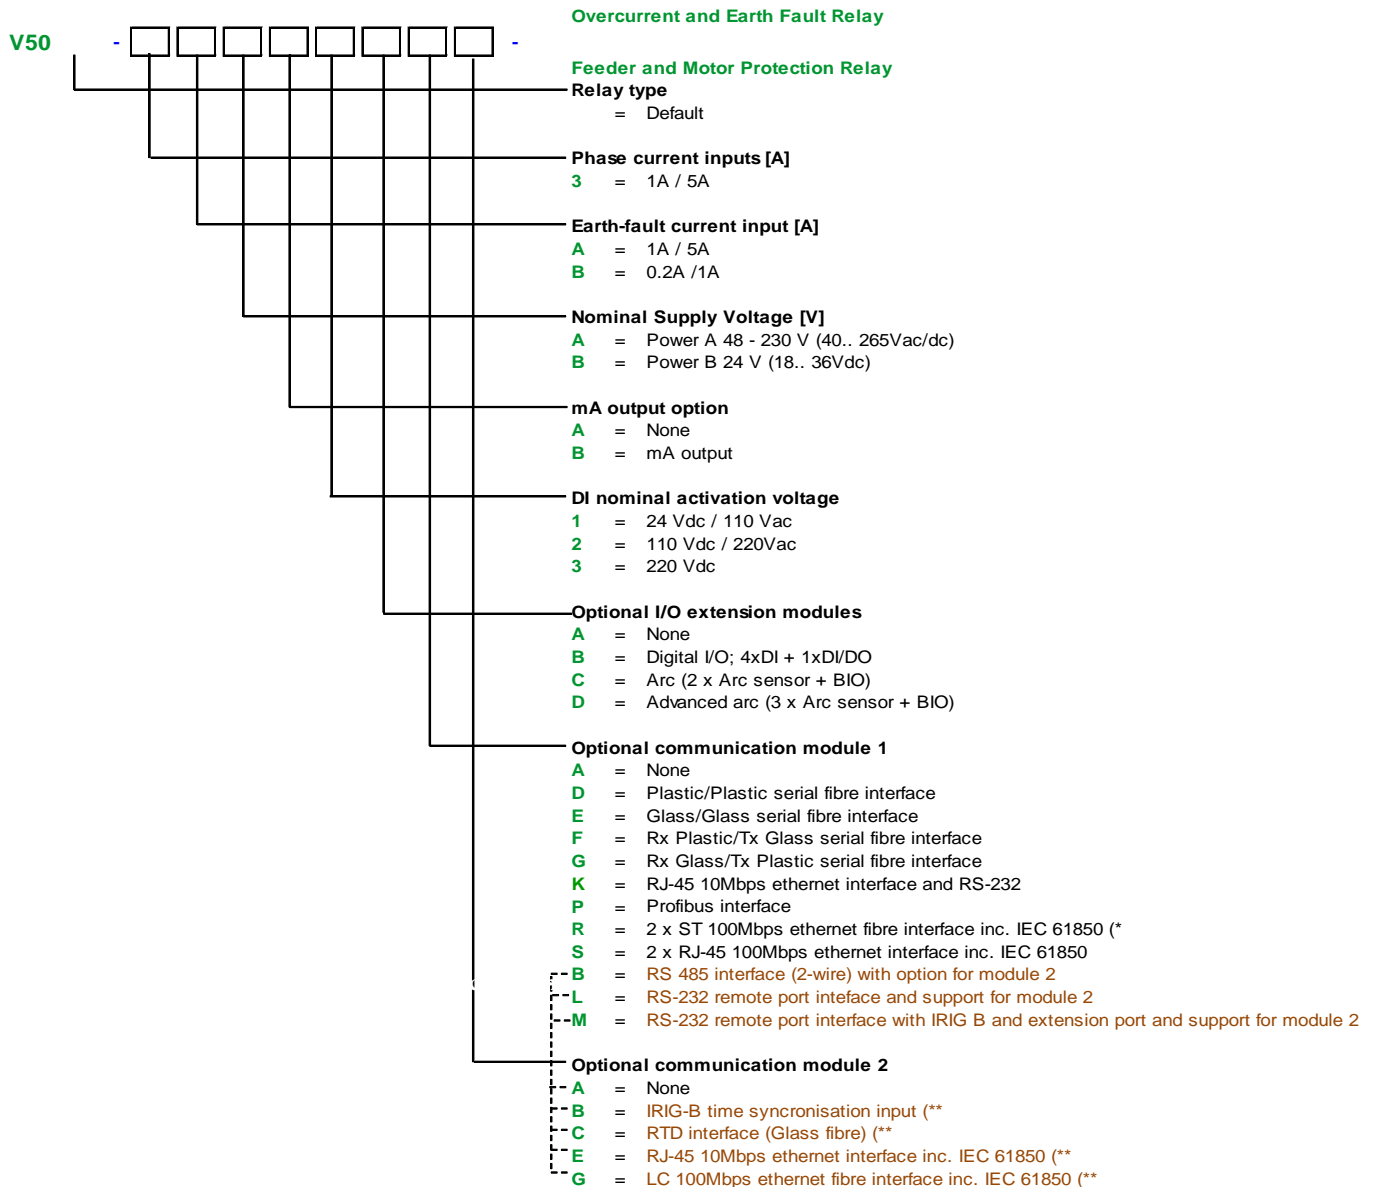 Overcurrent and Earth Fault Relay
V50 - -
Feeder and Motor Protection Relay
Relay type
= Default
Phase current inputs [A]
3 = 1A / 5A
Earth-fault current input [A]
A = 1A / 5A
B = 0.2A /1A
Nominal Supply Voltage [V]
A = Power A 48 - 230 V (40.. 265Vac/dc)
B = Power B 24 V (18.. 36Vdc)
mA output option
A = None
B = mA output
DI nominal activation voltage
1 = 24 Vdc / 110 Vac
2 = 110 Vdc / 220Vac
3 = 220 Vdc
Optional I/O extension modules
A = None
B = Digital I/O; 4xDI + 1xDI/DO
C = Arc (2 x Arc sensor + BIO)
D = Advanced arc (3 x Arc sensor + BIO)
Optional communication module 1
A = None
D = Plastic/Plastic serial fibre interface
E = Glass/Glass serial fibre interface
F = Rx Plastic/Tx Glass serial fibre interface
G = Rx Glass/Tx Plastic serial fibre interface
K = RJ-45 10Mbps ethernet interface and RS-232
P = Profibus interface
R = 2 x ST 100Mbps ethernet fibre interface inc. IEC 61850 (*
S = 2 x RJ-45 100Mbps ethernet interface inc. IEC 61850
B = RS 485 interface (2-wire) with option for module 2
L = RS-232 remote port inteface and support for module 2
M = RS-232 remote port interface with IRIG B and extension port and support for module 2
Optional communication module 2
A = None
B = IRIG-B time syncronisation input (**
C = RTD interface (Glass fibre) (**
E = RJ-45 10Mbps ethernet interface inc. IEC 61850 (**
G = LC 100Mbps ethernet fibre interface inc. IEC 61850 (**